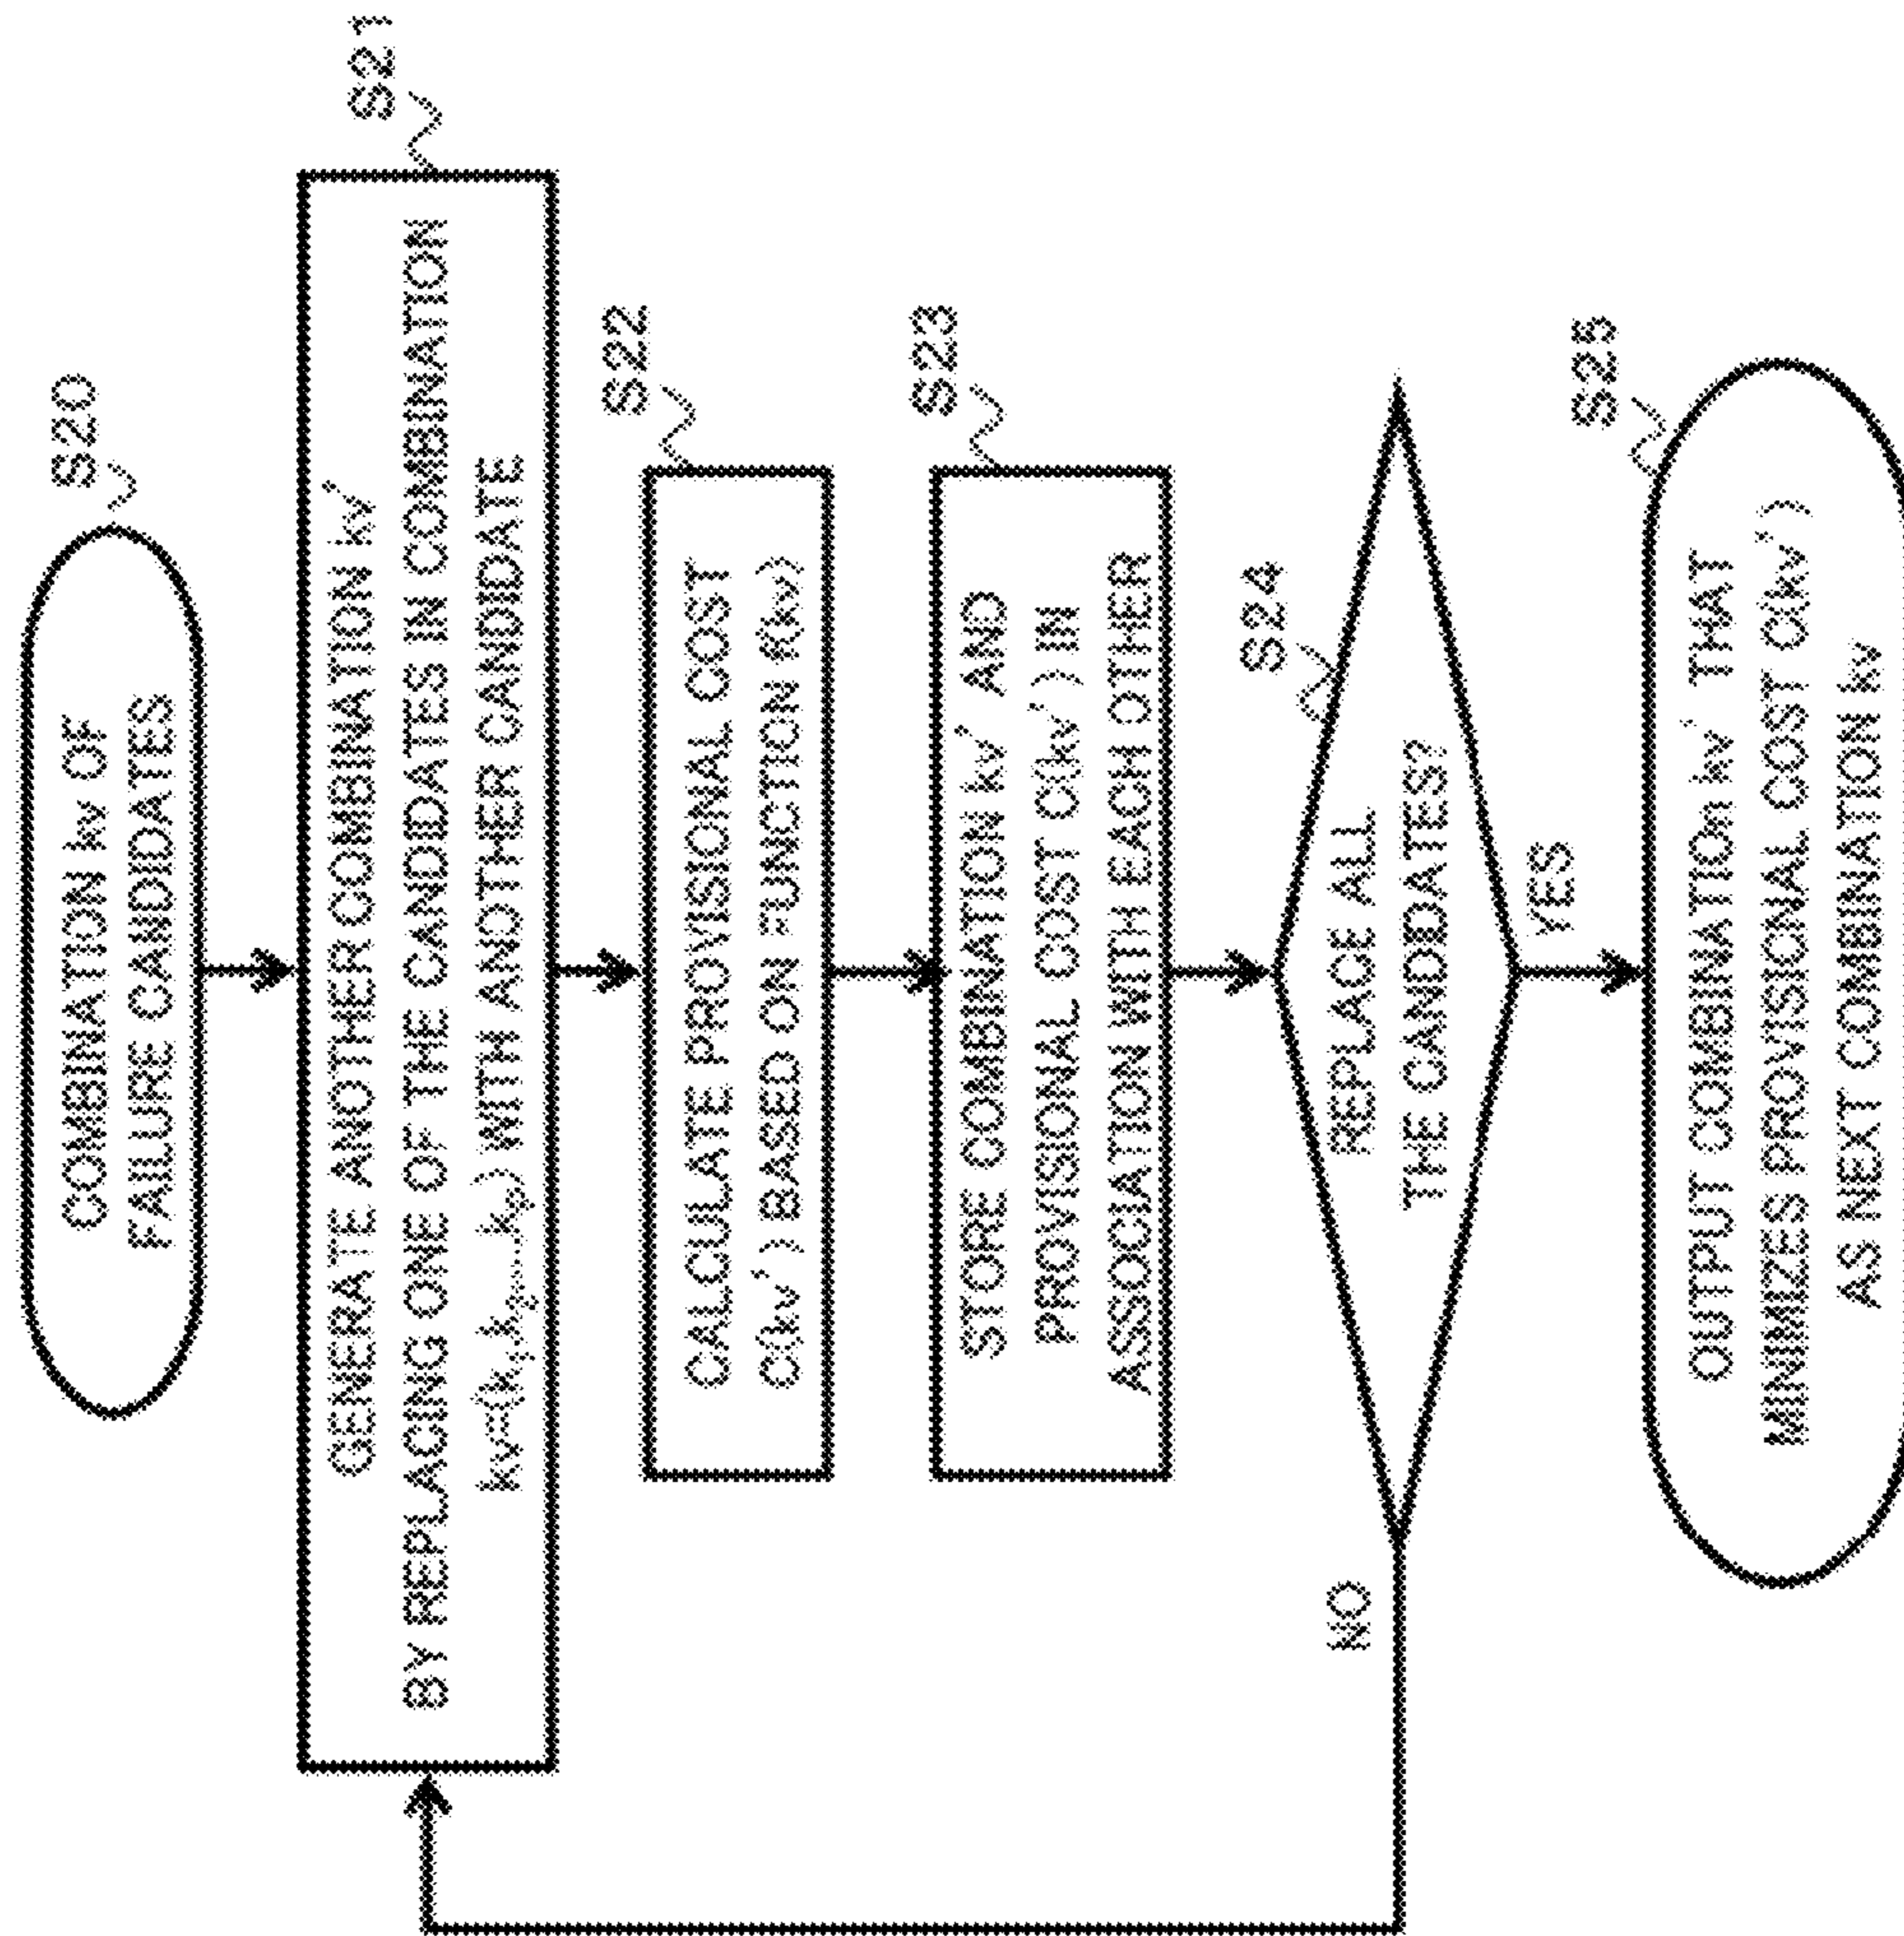 S20
COMBINATION kv OF
FAILURE CANDIDATES
S21
GENERATE ANOTHER COMBINATION kv'
BY REPLACING ONE OF THE CANDIDATES IN COMBINATION
WITH ANOTHER CANDIDATE
S22
CALCULATE PROVISIONAL COST
C(kv') BASED ON FUNCTION f(kv)
S23
STORE COMBINATION kv' AND
PROVISIONAL COST C(kv') IN
ASSOCIATION WITH EACH OTHER
S24
REPLACE ALL
THE CANDIDATES?
NO
YES
S25
OUTPUT COMBINATION kv' THAT
MINIMIZES PROVISIONAL COST C(kv')
AS NEXT COMBINATION kv